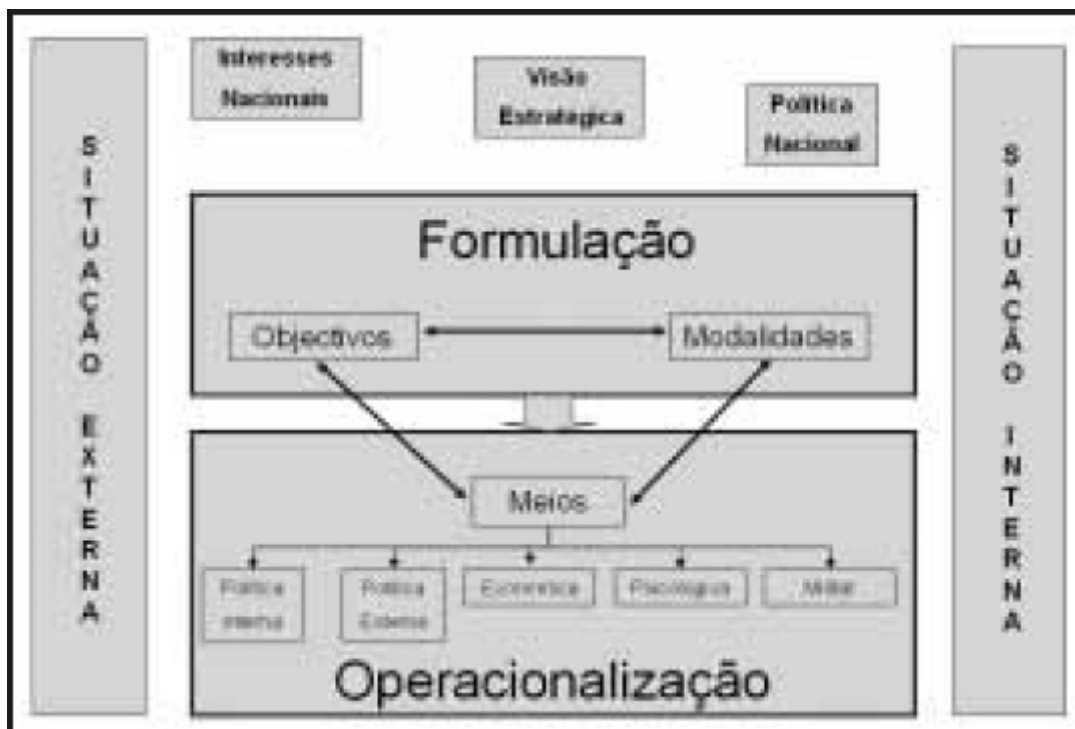 Interesses
Nacionais
Visão
Estratégica
Política
Nacional
SITUAÇÃO EXTERNA
Formulação
Objectivos
Modalidades
Meios
Política
Interna
Política
Externa
Económica
Psicológica
Militar
Operacionalização
SITUAÇÃO INTERNA